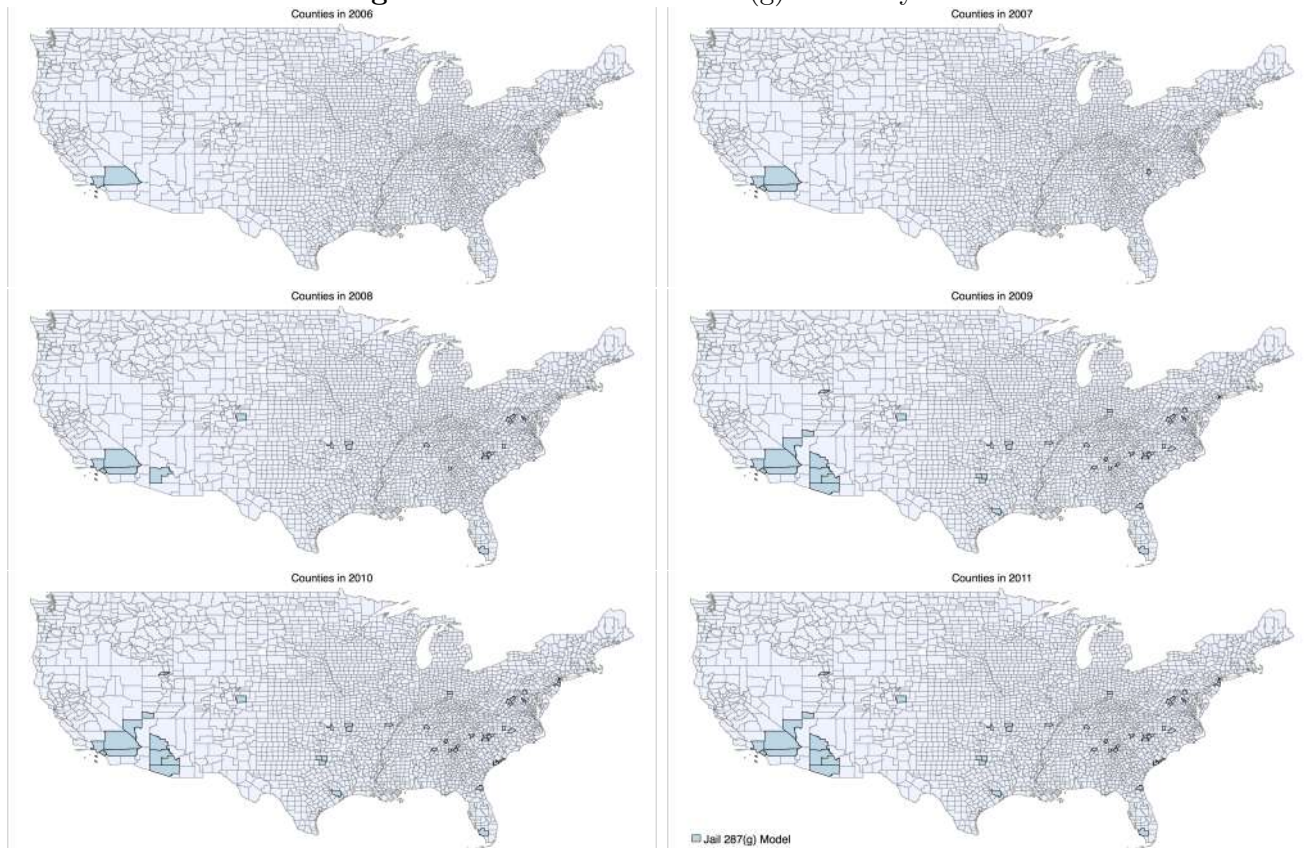 Counties in 2006
Counties in 2007
Counties in 2008
Counties in 2009
Counties in 2010
Counties in 2011
Jail 287(g) Model